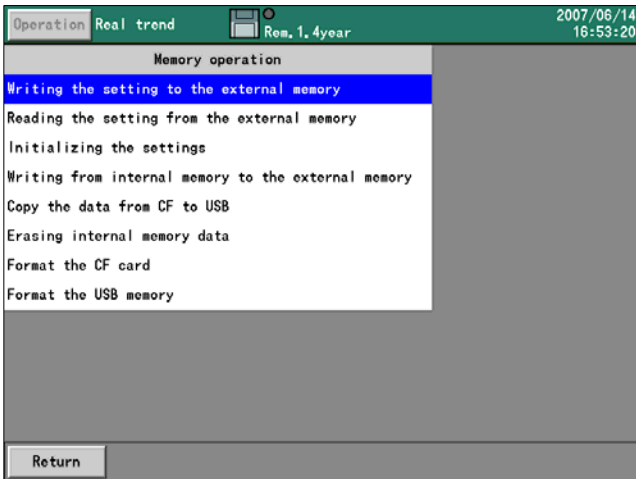 Operation Real trend Rem. 1. 4year 2007/06/14
16:53:20
Memory operation
Writing the setting to the external memory
Reading the setting from the external memory
Initializing the settings
Writing from internal memory to the external memory
Copy the data from CF to USB
Erasing internal memory data
Format the CF card
Format the USB memory
Return